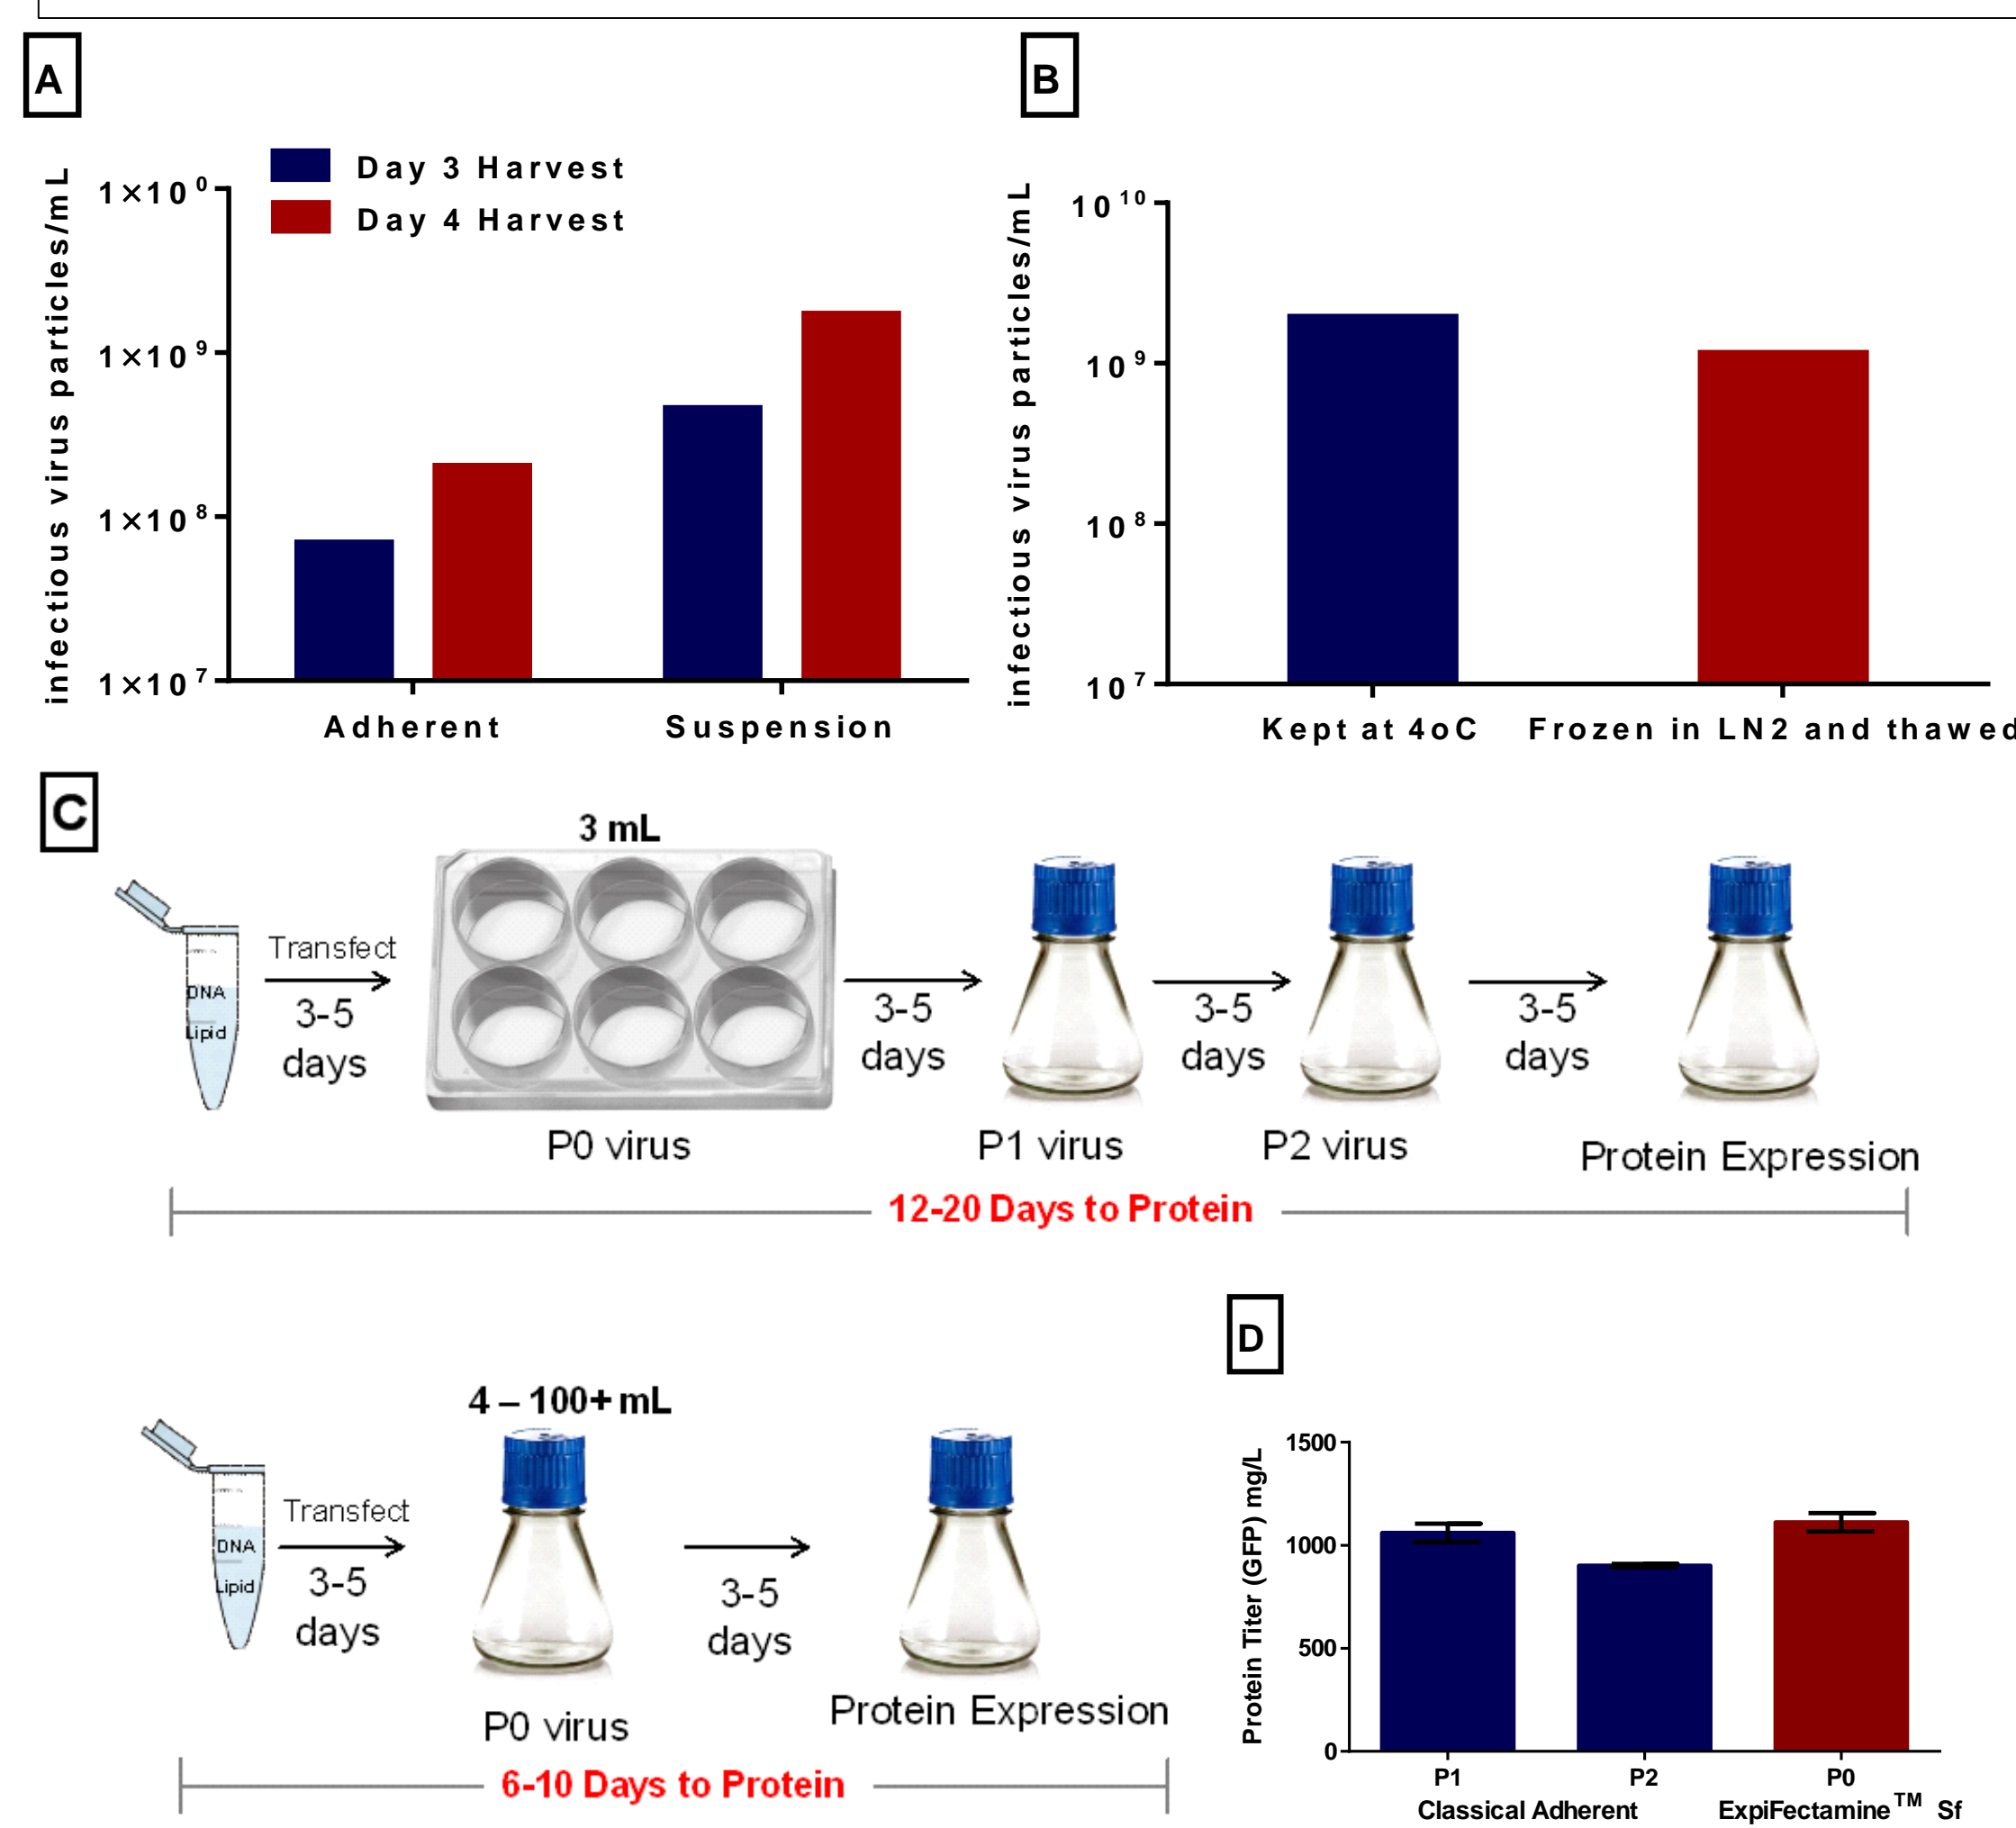 A
infectious virus particles/mL
Day 3 Harvest
Day 4 Harvest
1×10⁰
1×10⁹
1×10⁸
1×10⁷
Adherent
Suspension
B
infectious virus particles/mL
10¹⁰
10⁹
10⁸
10⁷
Kept at 4oC
Frozen in LN2 and thawed
C
3 mL
DNA
Lipid
Transfect
3-5
days
3-5
days
3-5
days
3-5
days
P0 virus
P1 virus
P2 virus
Protein Expression
12-20 Days to Protein
4 – 100+ mL
DNA
Lipid
Transfect
3-5
days
3-5
days
P0 virus
Protein Expression
6-10 Days to Protein
D
Protein Titer (GFP) mg/L
1500
1000
500
0
P1
P2
P0
Classical Adherent
ExpiFectamine™ Sf